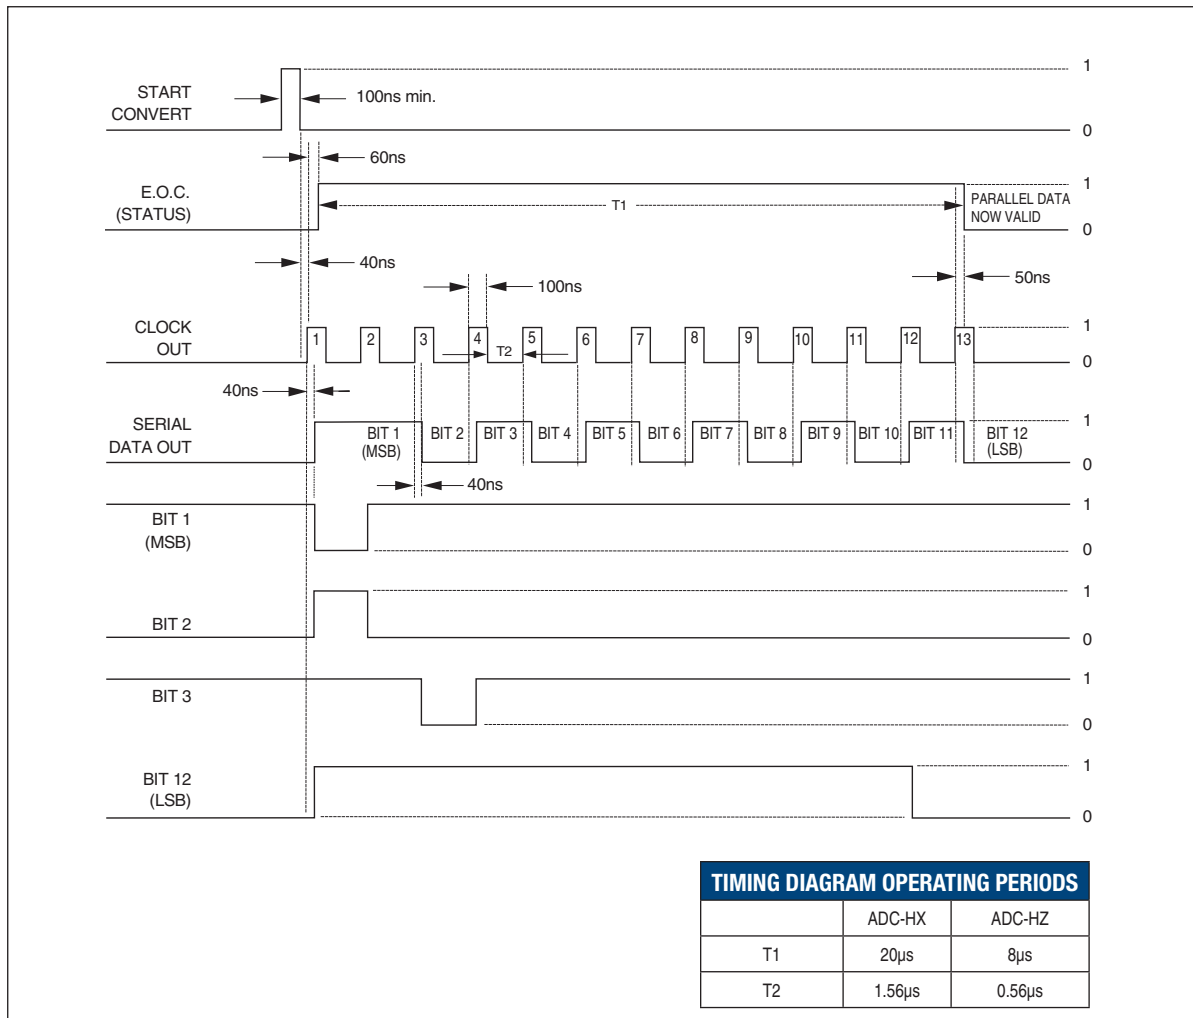 1
START
CONVERT
100ns min.
0
60ns
E.O.C.
(STATUS)
1
T1
PARALLEL DATA
NOW VALID
0
40ns
50ns
100ns
CLOCK
OUT
1
1 2 3 4 5 6 7 8 9 10 11 12 13
T2
0
40ns
SERIAL
DATA OUT
1
BIT 1
(MSB)
BIT 2 BIT 3 BIT 4 BIT 5 BIT 6 BIT 7 BIT 8 BIT 9 BIT 10 BIT 11
BIT 12
(LSB)
0
40ns
BIT 1
(MSB)
1
0
BIT 2
1
0
BIT 3
1
0
BIT 12
(LSB)
1
0
TIMING DIAGRAM OPERATING PERIODS
ADC-HX ADC-HZ
T1 20µs 8µs
T2 1.56µs 0.56µs